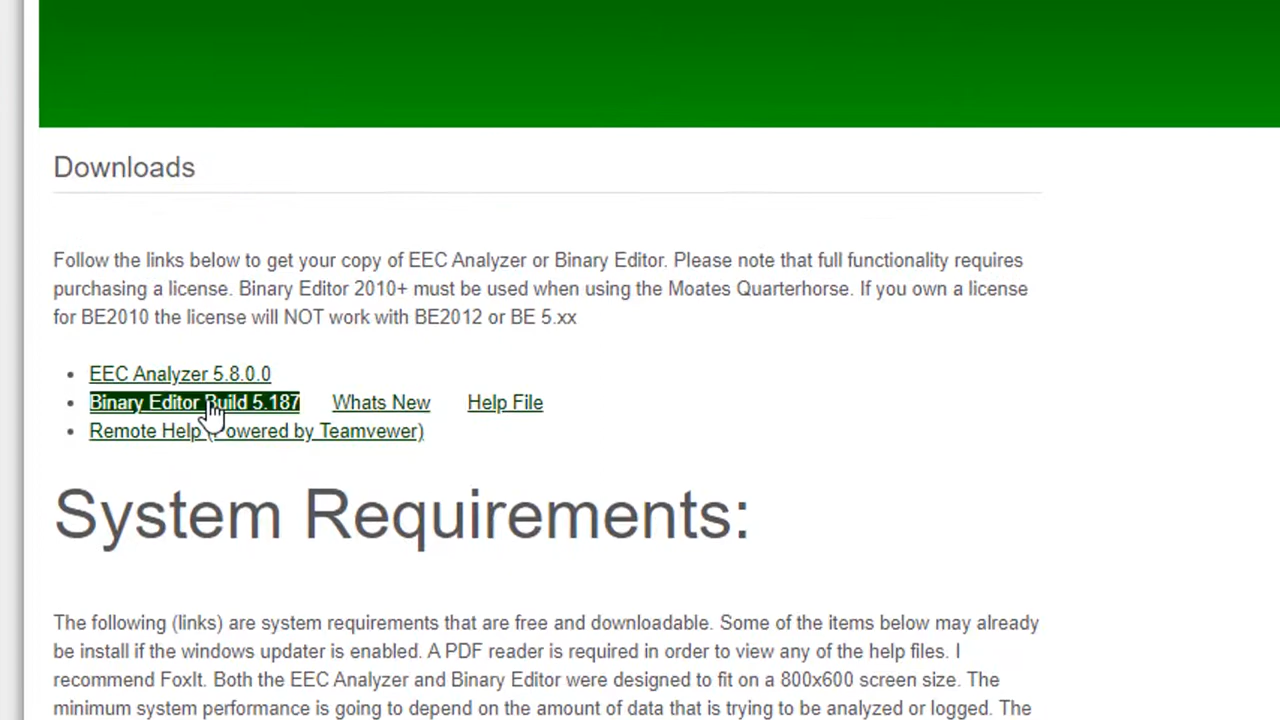 Downloads
Follow the links below to get your copy of EEC Analyzer or Binary Editor. Please note that full functionality requires
purchasing a license. Binary Editor 2010+ must be used when using the Moates Quarterhorse. If you own a license
for BE2010 the license will NOT work with BE2012 or BE 5.xx
EEC Analyzer 5.8.0.0
Binary Editor Build 5.187 Whats New Help File
Remote Help (Powered by Teamvewer)
System Requirements:
The following (links) are system requirements that are free and downloadable. Some of the items below may already
be install if the windows updater is enabled. A PDF reader is required in order to view any of the help files. I
recommend FoxIt. Both the EEC Analyzer and Binary Editor were designed to fit on a 800x600 screen size. The
minimum system performance is going to depend on the amount of data that is trying to be analyzed or logged. The